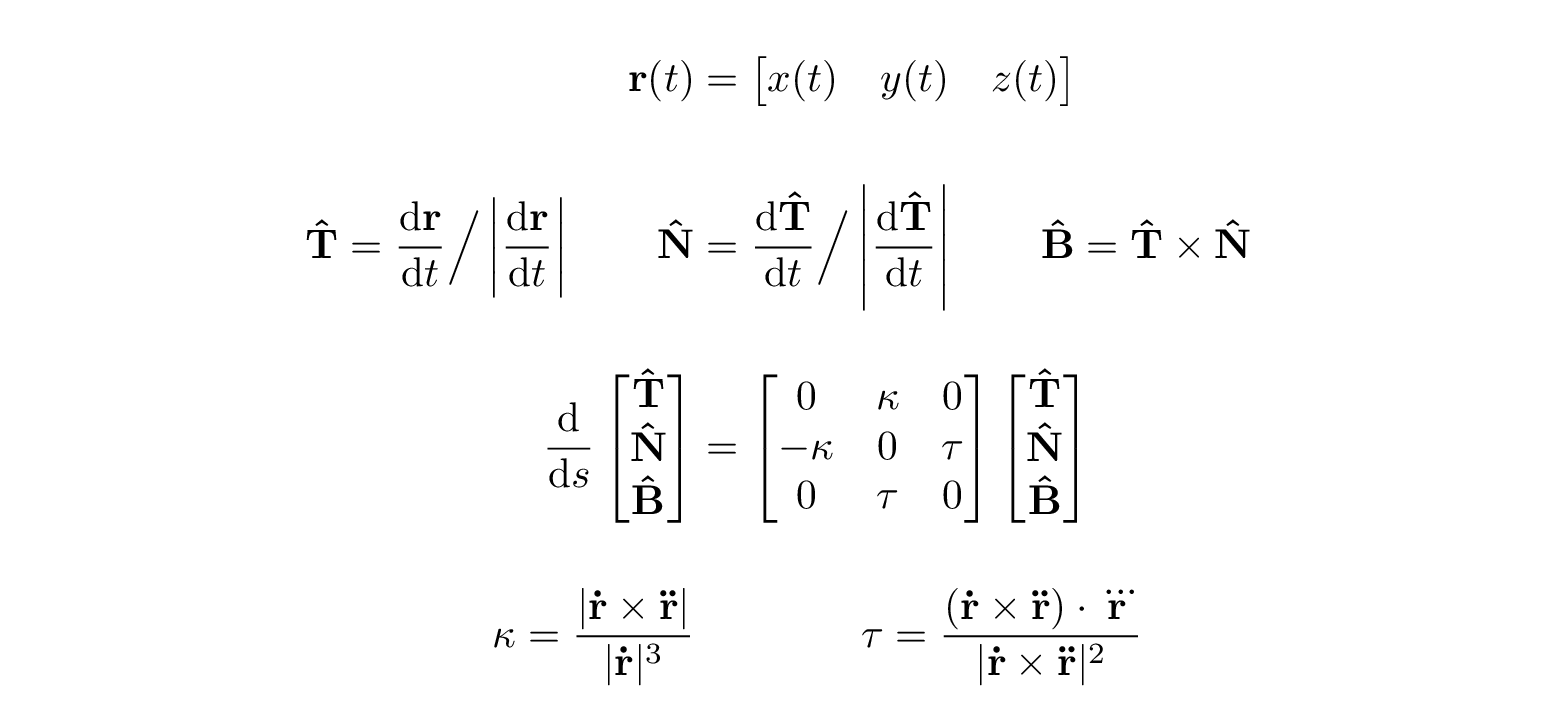 𝐫(t) = [x(t) y(t) z(t)]
𝐓̂ = d𝐫/dt / |d𝐫/dt| 𝐍̂ = d𝐓̂/dt / |d𝐓̂/dt| 𝐁̂ = 𝐓̂ × 𝐍̂
d/ds [𝐓̂ 𝐍̂ 𝐁̂] = [0 κ 0; −κ 0 τ; 0 τ 0] [𝐓̂ 𝐍̂ 𝐁̂]
κ = |𝐫̇ × 𝐫̈| / |𝐫̇|³ τ = (𝐫̇ × 𝐫̈) · 𝐫⃛ / |𝐫̇ × 𝐫̈|²